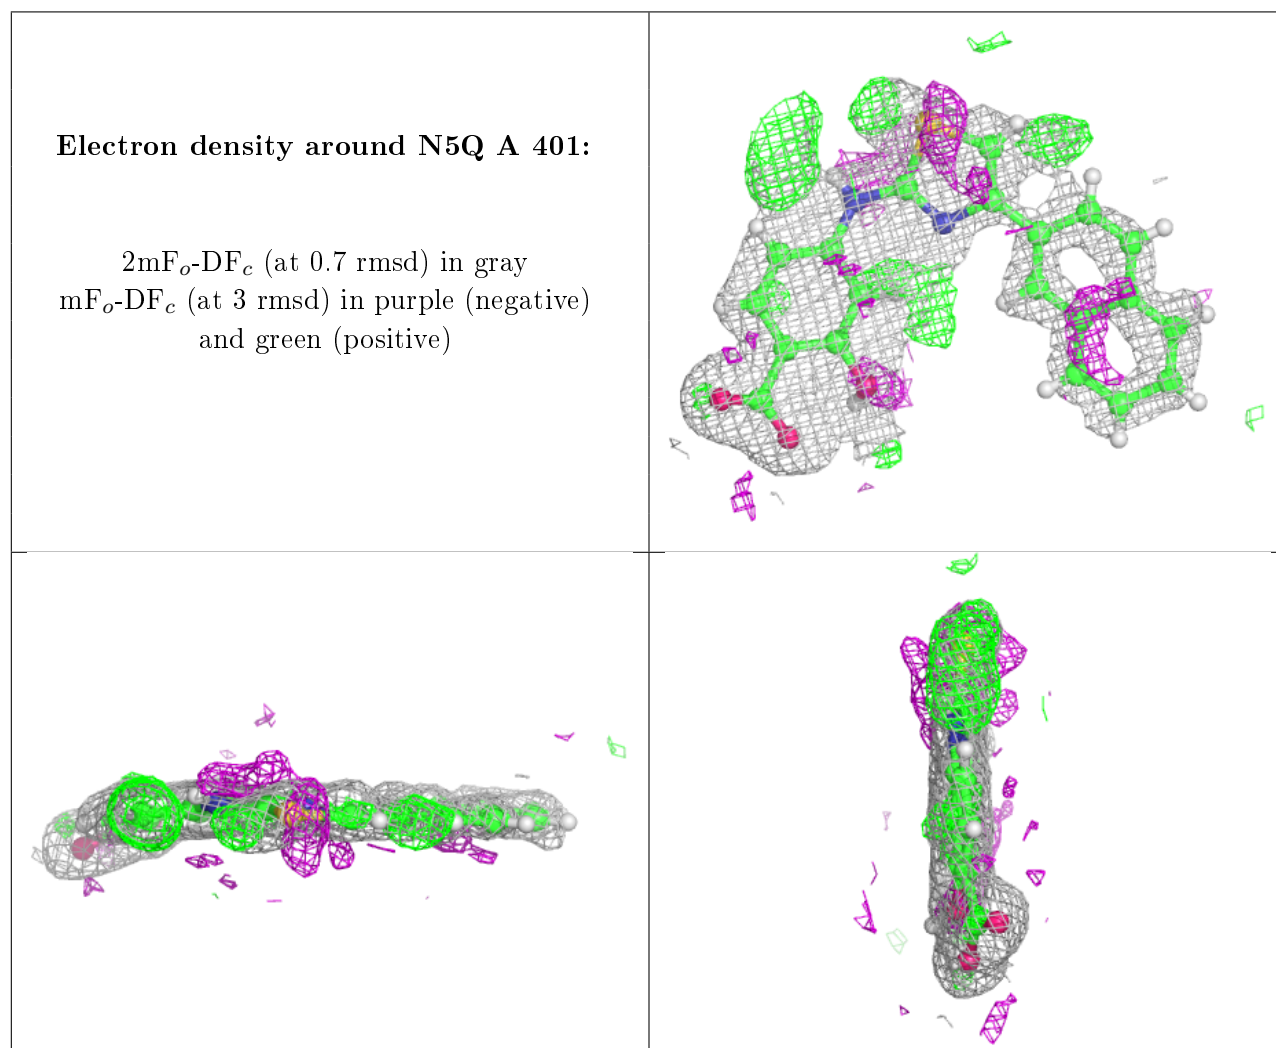 Electron density around N5Q A 401:
2mFo-DFc (at 0.7 rmsd) in gray
mFo-DFc (at 3 rmsd) in purple (negative)
and green (positive)